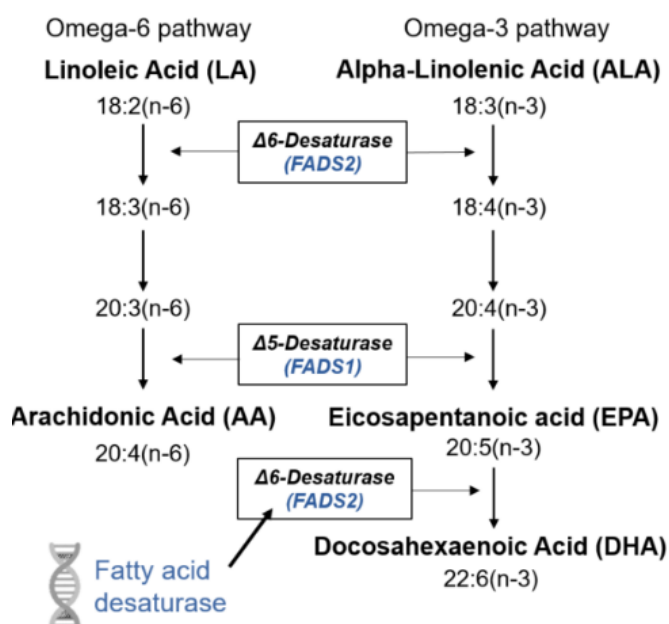 Omega-6 pathway
Omega-3 pathway
Linoleic Acid (LA)
Alpha-Linolenic Acid (ALA)
18:2(n-6)
18:3(n-3)
Δ6-Desaturase
(FADS2)
18:3(n-6)
18:4(n-3)
20:3(n-6)
20:4(n-3)
Δ5-Desaturase
(FADS1)
Arachidonic Acid (AA)
Eicosapentanoic acid (EPA)
20:4(n-6)
20:5(n-3)
Δ6-Desaturase
(FADS2)
Docosahexaenoic Acid (DHA)
22:6(n-3)
Fatty acid
desaturase